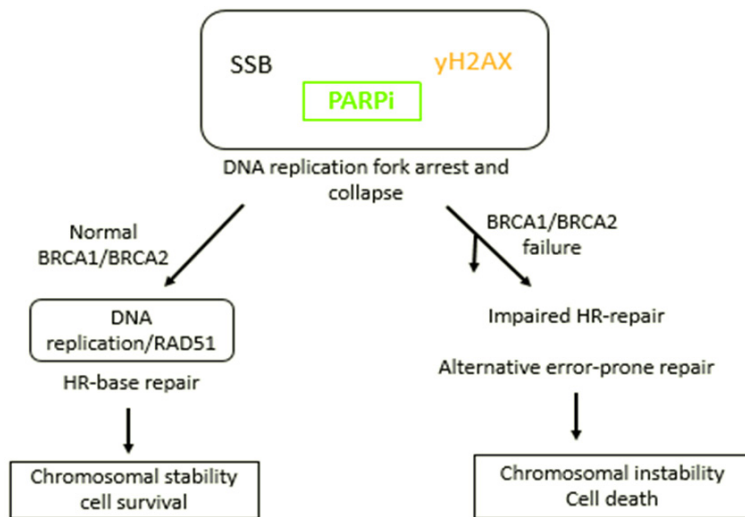 SSB
yH2AX
PARPi
DNA replication fork arrest and
collapse
Normal
BRCA1/BRCA2
BRCA1/BRCA2
failure
DNA
replication/RAD51
HR-base repair
Impaired HR-repair
Alternative error-prone repair
Chromosomal stability
cell survival
Chromosomal instability
Cell death